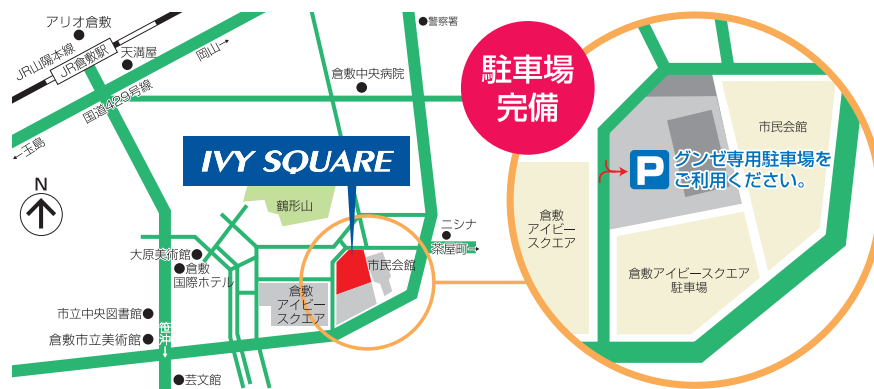 アリオ倉敷
JR山陽本線
JR倉敷駅
天満屋
岡山→
国道429号線
←玉島
倉敷中央病院
警察署
N
IVY SQUARE
鶴形山
ニシナ
茶屋町→
大原美術館
倉敷
国際ホテル
市民会館
倉敷
アイビー
スクエア
市立中央図書館
倉敷市立美術館
笹沖→
芸文館
駐車場
完備
市民会館
P
グンゼ専用駐車場を
ご利用ください。
倉敷
アイビー
スクエア
倉敷アイビースクエア
駐車場